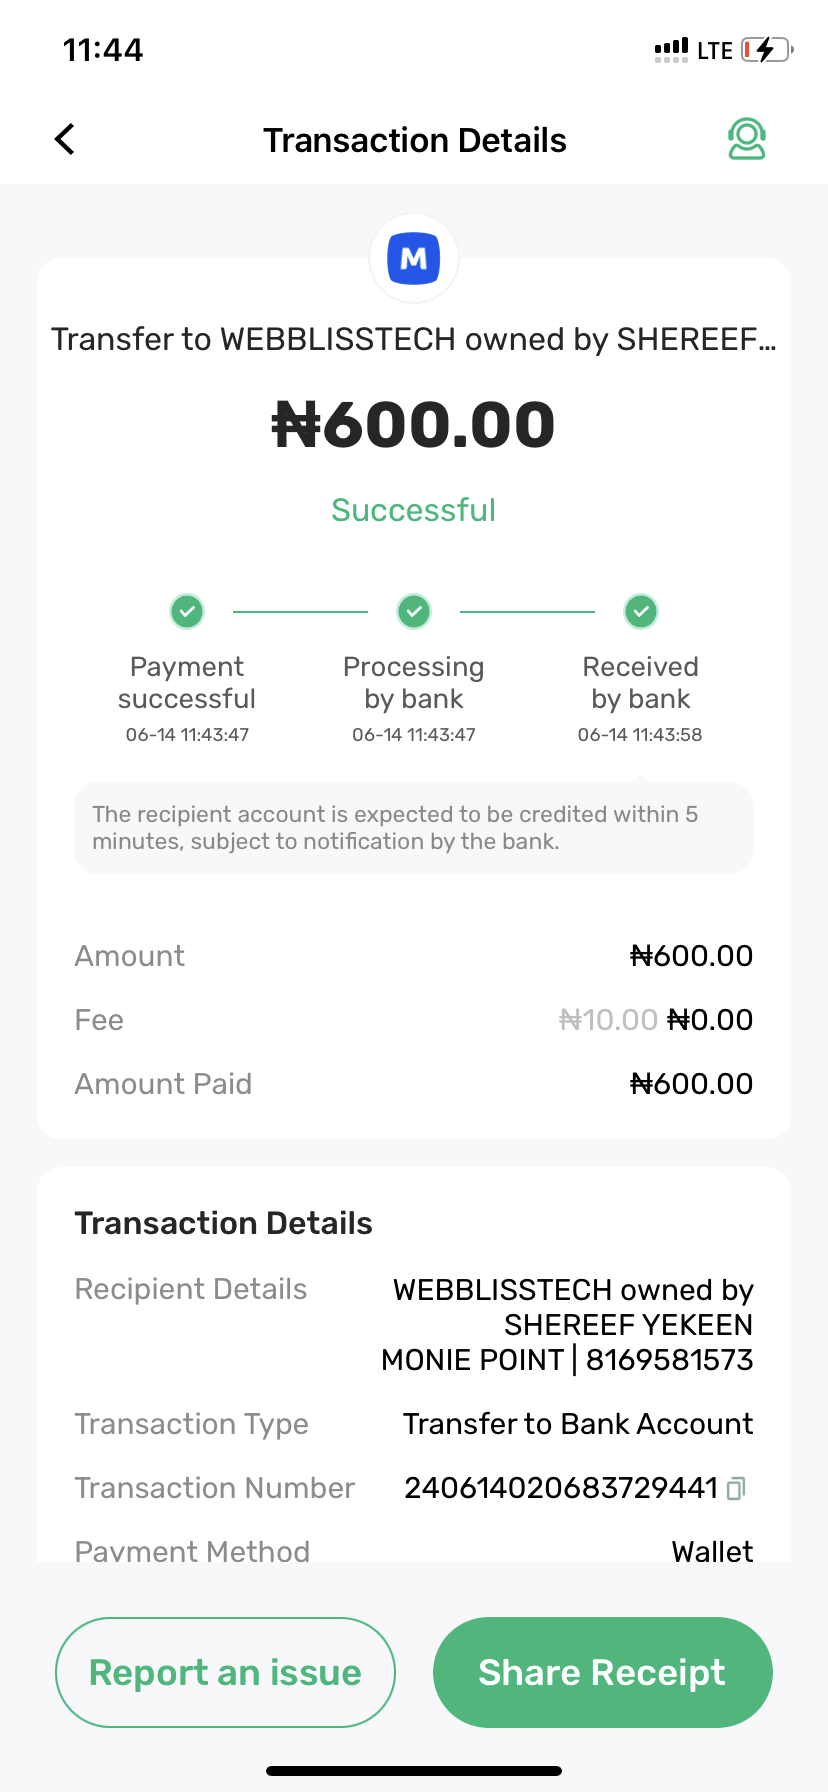 11:44
LTE
Transaction Details
M
Transfer to WEBBLISSTECH owned by SHEREEF...
₦600.00
Successful
Payment successful
06-14 11:43:47
Processing by bank
06-14 11:43:47
Received by bank
06-14 11:43:58
The recipient account is expected to be credited within 5
minutes, subject to notification by the bank.
Amount ₦600.00
Fee ₦10.00 ₦0.00
Amount Paid ₦600.00
Transaction Details
Recipient Details WEBBLISSTECH owned by
SHEREEF YEKEEN
MONIE POINT | 8169581573
Transaction Type Transfer to Bank Account
Transaction Number 240614020683729441
Payment Method Wallet
Report an issue
Share Receipt